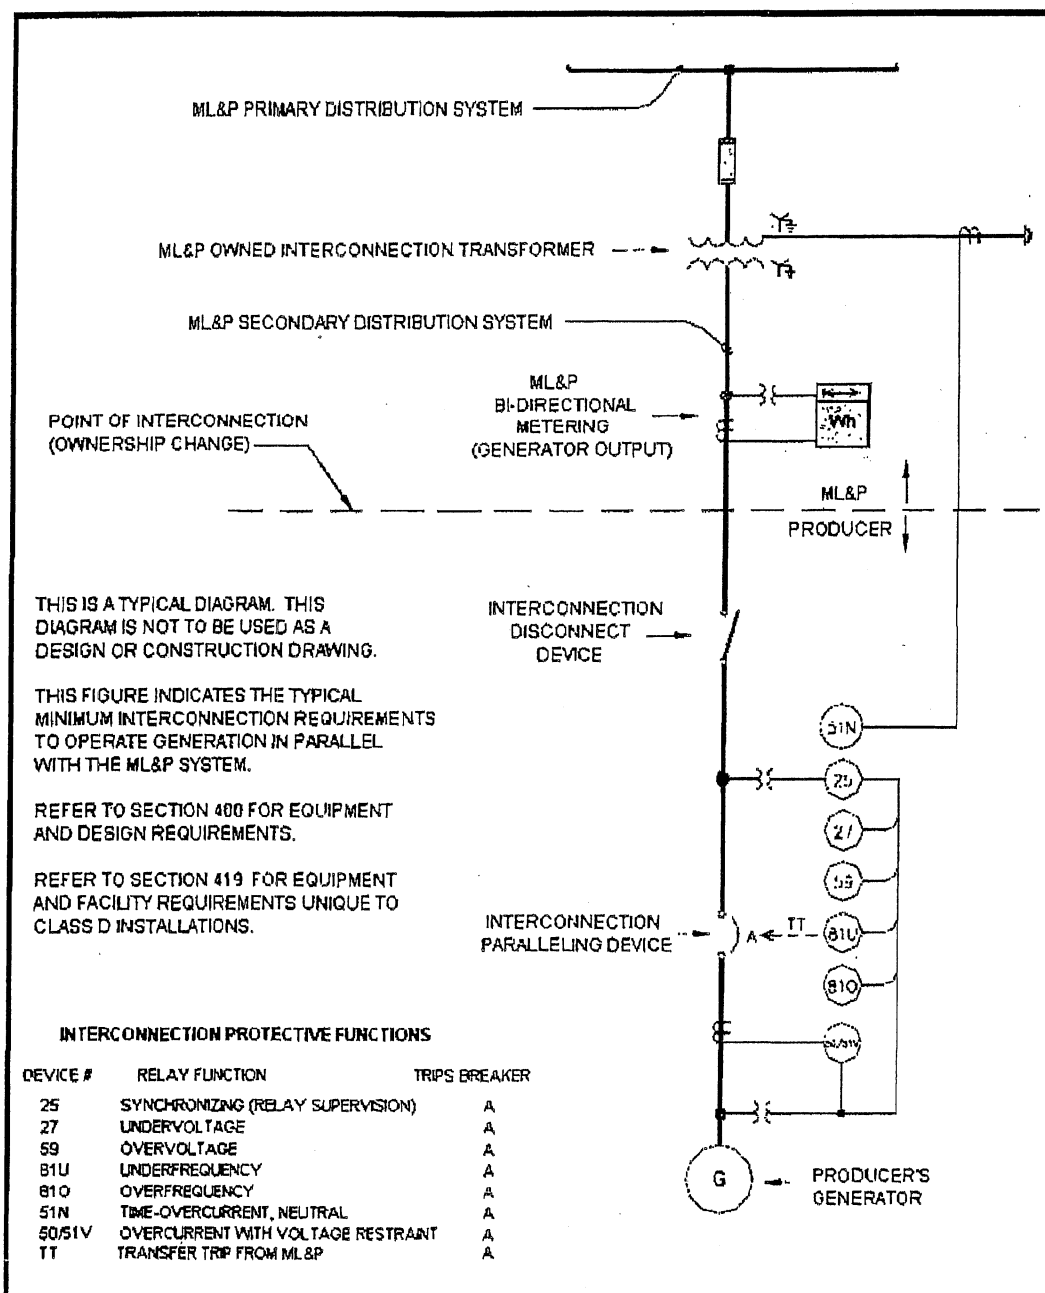 ML&P PRIMARY DISTRIBUTION SYSTEM
ML&P OWNED INTERCONNECTION TRANSFORMER
ML&P SECONDARY DISTRIBUTION SYSTEM
ML&P
BI-DIRECTIONAL
METERING
(GENERATOR OUTPUT)
Wh
POINT OF INTERCONNECTION
(OWNERSHIP CHANGE)
ML&P
PRODUCER
THIS IS A TYPICAL DIAGRAM. THIS
DIAGRAM IS NOT TO BE USED AS A
DESIGN OR CONSTRUCTION DRAWING.
THIS FIGURE INDICATES THE TYPICAL
MINIMUM INTERCONNECTION REQUIREMENTS
TO OPERATE GENERATION IN PARALLEL
WITH THE ML&P SYSTEM.
REFER TO SECTION 400 FOR EQUIPMENT
AND DESIGN REQUIREMENTS.
REFER TO SECTION 419 FOR EQUIPMENT
AND FACILITY REQUIREMENTS UNIQUE TO
CLASS D INSTALLATIONS.
INTERCONNECTION
DISCONNECT
DEVICE
51N
25
27
59
INTERCONNECTION
PARALLELING DEVICE
A
TT
81U
81O
50/51V
G
PRODUCER'S
GENERATOR
INTERCONNECTION PROTECTIVE FUNCTIONS
DEVICE # RELAY FUNCTION TRIPS BREAKER
25 SYNCHRONIZING (RELAY SUPERVISION) A
27 UNDERVOLTAGE A
59 OVERVOLTAGE A
81U UNDERFREQUENCY A
81O OVERFREQUENCY A
51N TIME-OVERCURRENT, NEUTRAL A
50/51V OVERCURRENT WITH VOLTAGE RESTRAINT A
TT TRANSFER TRIP FROM ML&P A